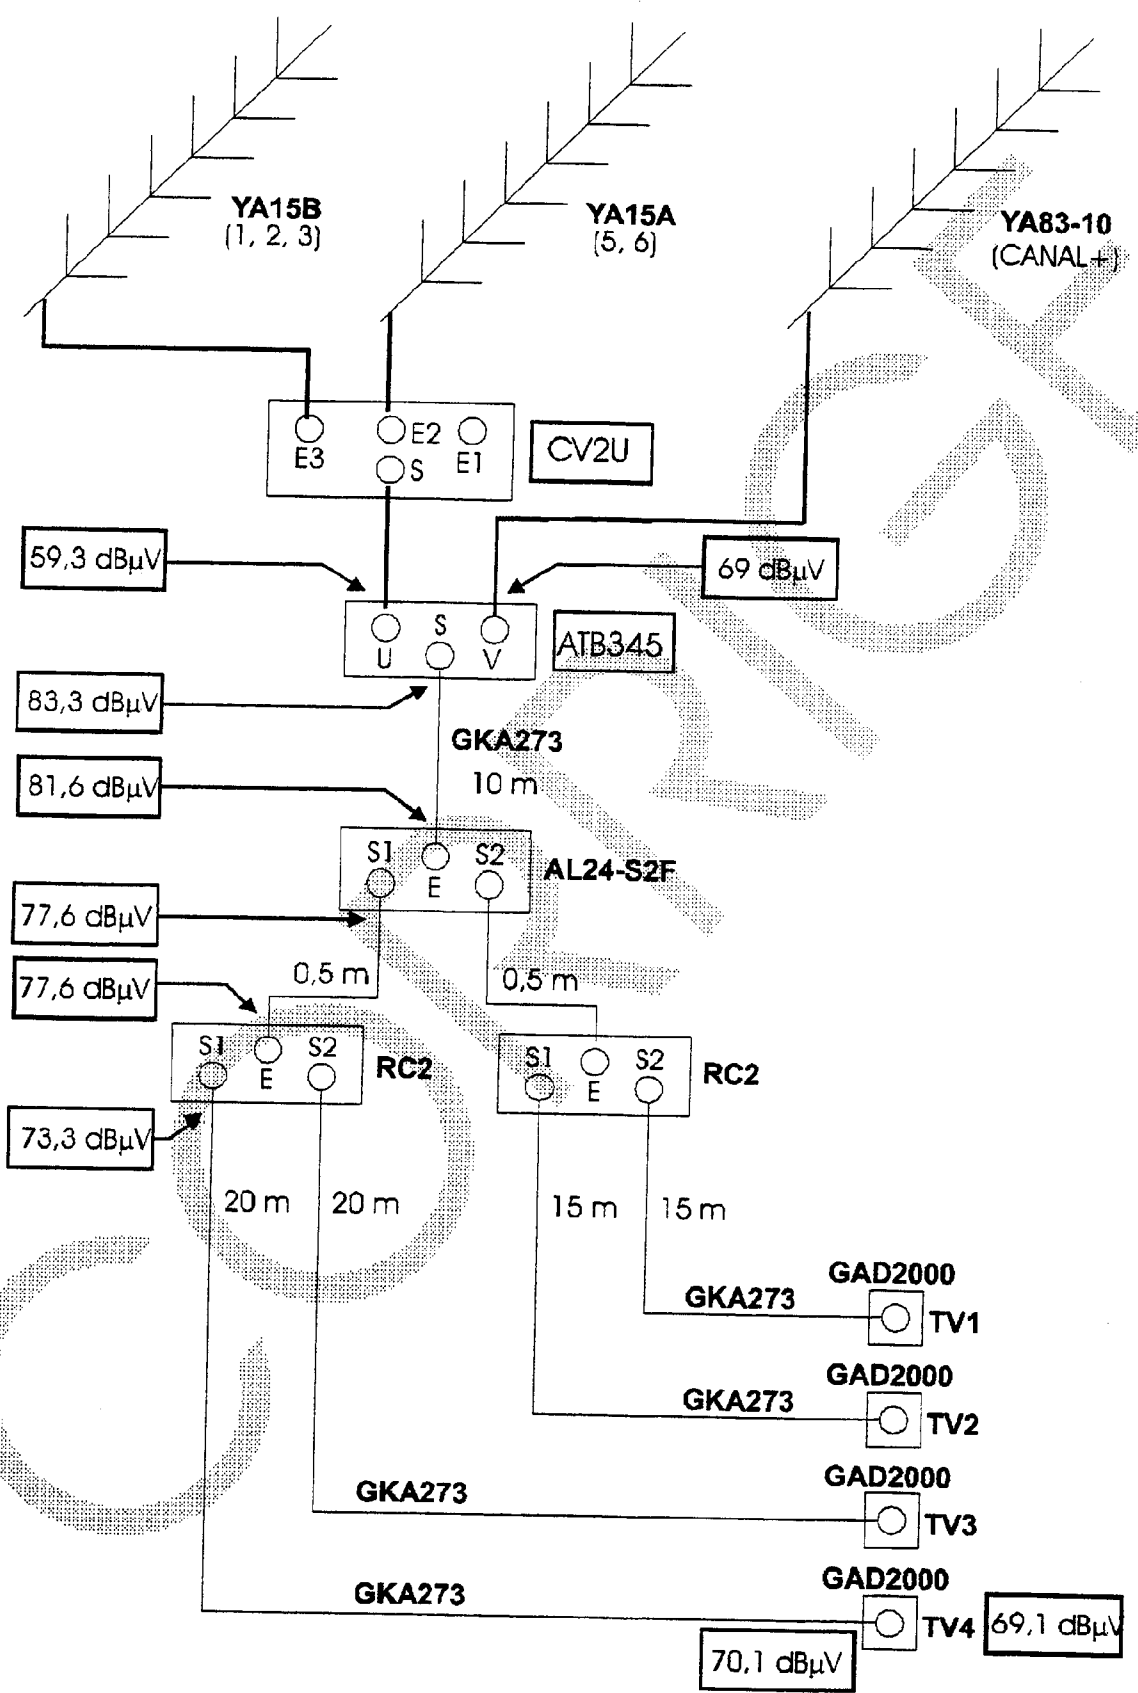 YA15B
(1, 2, 3)
YA15A
(5, 6)
YA83-10
(CANAL+)
E3
E2
S
E1
CV2U
59,3 dBµV
69 dBµV
U
S
V
ATB345
83,3 dBµV
GKA273
10 m
81,6 dBµV
S1
E
S2
AL24-S2F
77,6 dBµV
0,5 m
0,5 m
77,6 dBµV
S1
E
S2
RC2
S1
E
S2
RC2
73,3 dBµV
20 m
20 m
15 m
15 m
GAD2000
GKA273
TV1
GAD2000
GKA273
TV2
GAD2000
GKA273
TV3
GAD2000
GKA273
TV4
69,1 dBµV
70,1 dBµV